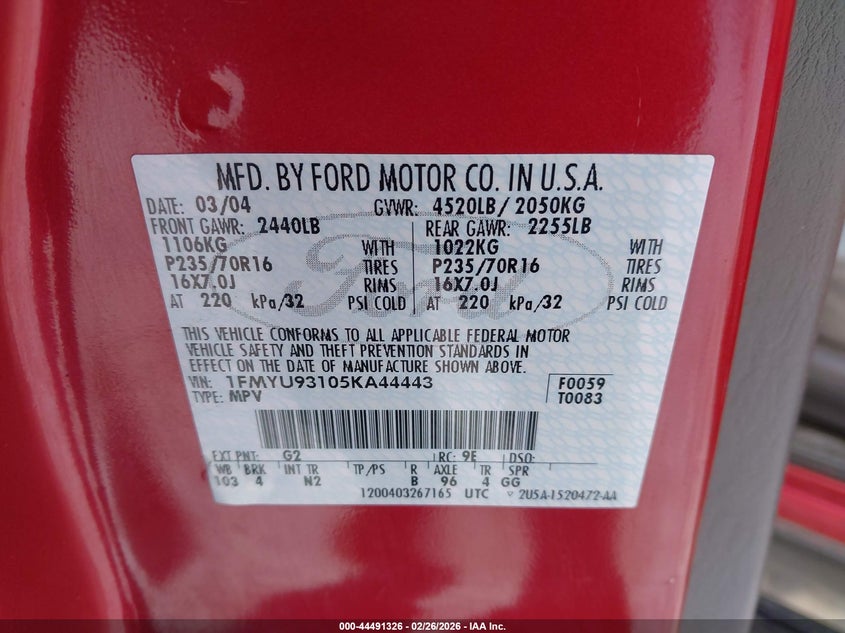 MFD. BY FORD MOTOR CO. IN U.S.A.
DATE: 03/04 GVWR: 4520LB/ 2050KG
FRONT GAWR: 2440LB REAR GAWR: 2255LB
1106KG WITH 1022KG WITH
P235/70R16 TIRES P235/70R16 TIRES
16X7.0J RIMS 16X7.0J RIMS
AT 220 kPa/32 PSI COLD AT 220 kPa/32 PSI COLD
Ford
THIS VEHICLE CONFORMS TO ALL APPLICABLE FEDERAL MOTOR
VEHICLE SAFETY AND THEFT PREVENTION STANDARDS IN
EFFECT ON THE DATE OF MANUFACTURE SHOWN ABOVE.
VIN: 1FMYU93105KA44443 F0059
TYPE: MPV T0083
EXT PNT: G2 RC: 9E DSO:
WB BRK INT TR TP/PS R AXLE TR SPR
103 4 N2 B 96 4 GG
1200403267165 UTC 2U5A-1520472-AA
000-44491326 - 02/26/2026 - IAA Inc.